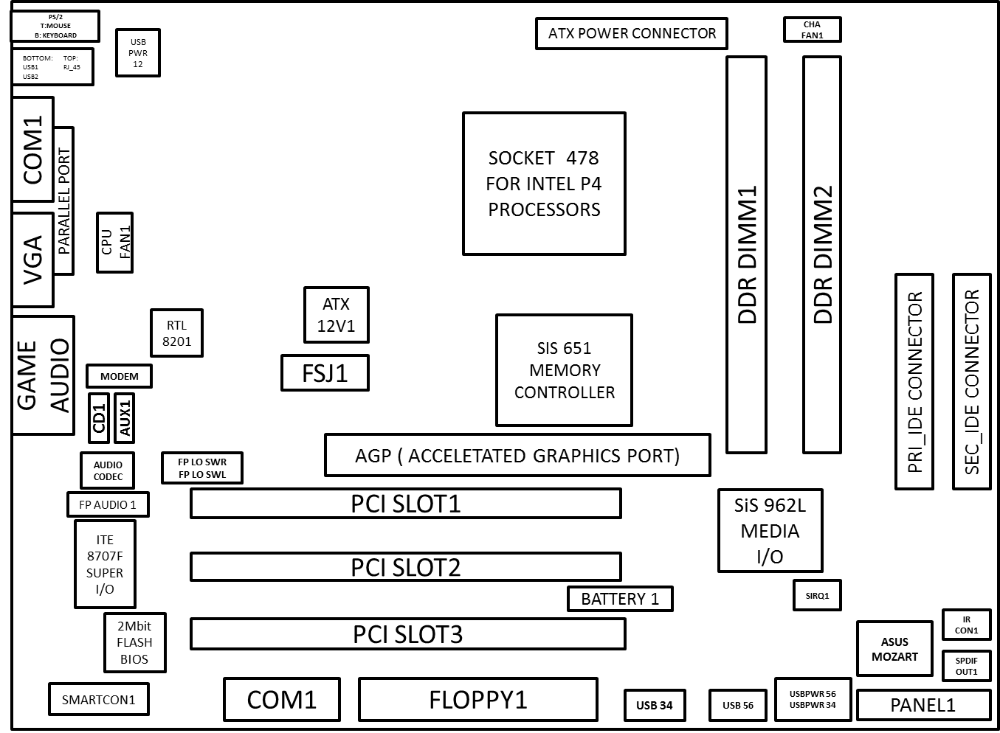 PS/2
T:MOUSE
B: KEYBOARD
BOTTOM: TOP:
USB1 RJ_45
USB2
USB
PWR
12
ATX POWER CONNECTOR
CHA
FAN1
COM1
PARALLEL PORT
VGA
CPU
FAN1
SOCKET 478
FOR INTEL P4
PROCESSORS
DDR DIMM1
DDR DIMM2
PRI_IDE CONNECTOR
SEC_IDE CONNECTOR
ATX
12V1
FSJ1
RTL
8201
SIS 651
MEMORY
CONTROLLER
GAME
AUDIO
MODEM
CD1
AUX1
AUDIO
CODEC
FP LO SWR
FP LO SWL
AGP ( ACCELETATED GRAPHICS PORT)
FP AUDIO 1
PCI SLOT1
SiS 962L
MEDIA
I/O
ITE
8707F
SUPER
I/O
PCI SLOT2
BATTERY 1
SIRQ1
2Mbit
FLASH
BIOS
PCI SLOT3
ASUS
MOZART
IR
CON1
SPDIF
OUT1
SMARTCON1
COM1
FLOPPY1
USB 34
USB 56
USBPWR 56
USBPWR 34
PANEL1